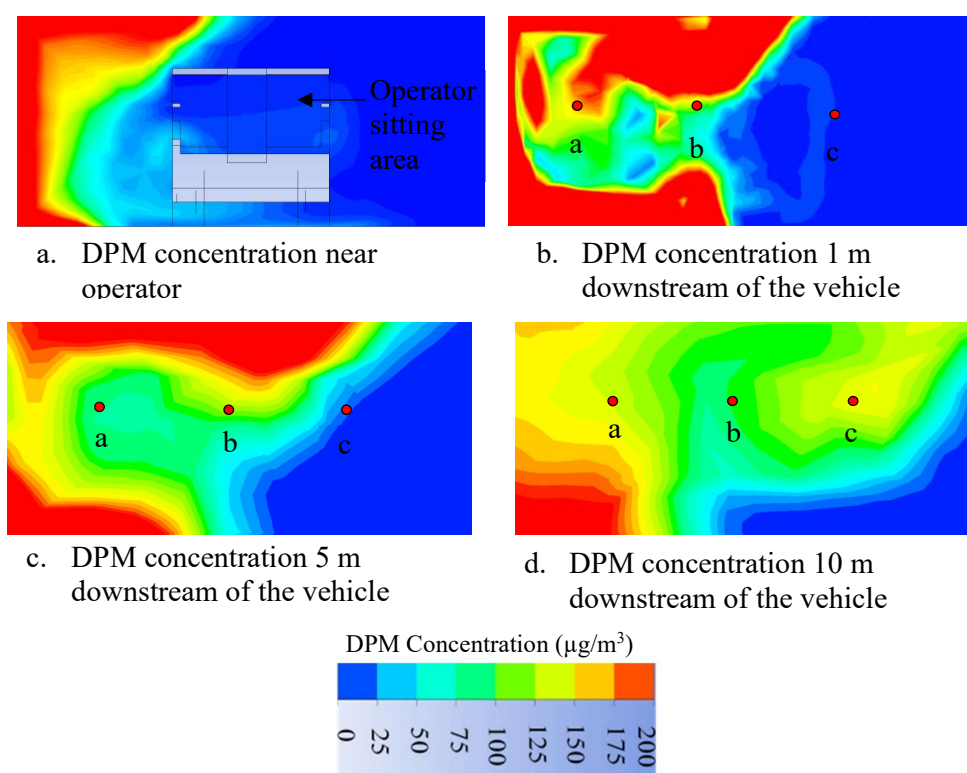 Operator
sitting
area
a
b
c
a. DPM concentration near
operator
b. DPM concentration 1 m
downstream of the vehicle
a
b
c
a
b
c
c. DPM concentration 5 m
downstream of the vehicle
d. DPM concentration 10 m
downstream of the vehicle
DPM Concentration (µg/m³)
0 25 50 75 100 125 150 175 200